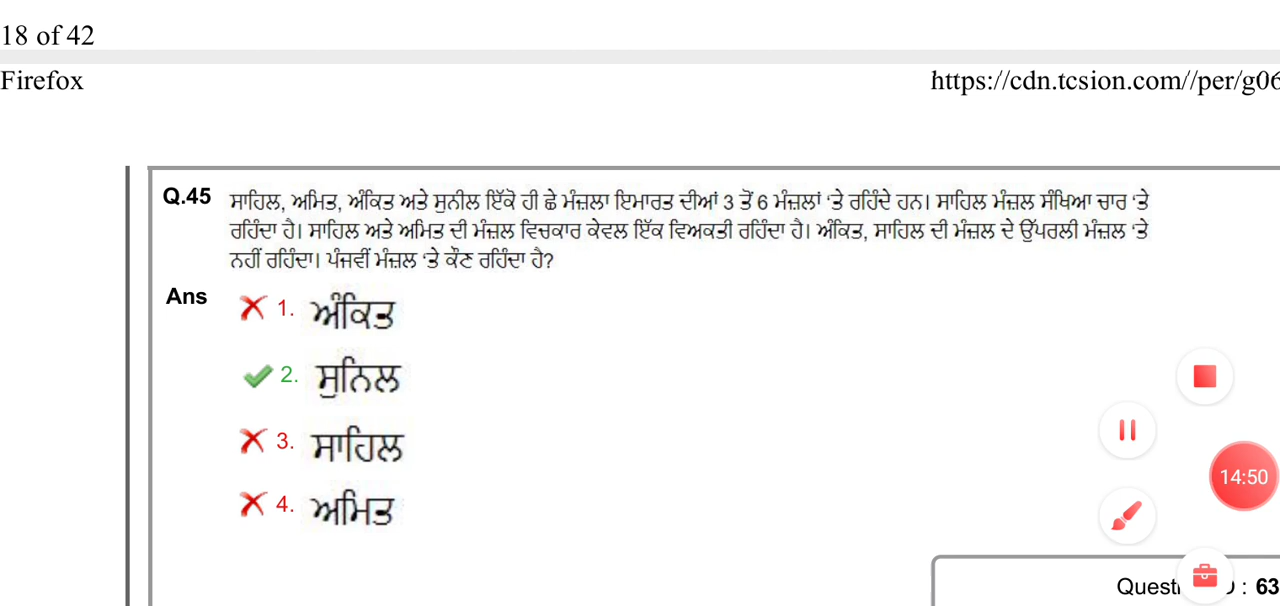 18 of 42
Firefox https://cdn.tcsion.com//per/g06
Q.45 ਸਾਹਿਲ, ਅਮਿਤ, ਅੰਕਿਤ ਅਤੇ ਸੁਨੀਲ ਇੱਕੋ ਹੀ ਛੇ ਮੰਜ਼ਲਾ ਇਮਾਰਤ ਦੀਆਂ 3 ਤੋਂ 6 ਮੰਜ਼ਲਾਂ 'ਤੇ ਰਹਿੰਦੇ ਹਨ। ਸਾਹਿਲ ਮੰਜ਼ਲ ਸੰਖਿਆ ਚਾਰ 'ਤੇ
ਰਹਿੰਦਾ ਹੈ। ਸਾਹਿਲ ਅਤੇ ਅਮਿਤ ਦੀ ਮੰਜ਼ਲ ਵਿਚਕਾਰ ਕੇਵਲ ਇੱਕ ਵਿਅਕਤੀ ਰਹਿੰਦਾ ਹੈ। ਅੰਕਿਤ, ਸਾਹਿਲ ਦੀ ਮੰਜ਼ਲ ਦੇ ਉੱਪਰਲੀ ਮੰਜ਼ਲ 'ਤੇ
ਨਹੀਂ ਰਹਿੰਦਾ। ਪੰਜਵੀਂ ਮੰਜ਼ਲ 'ਤੇ ਕੌਣ ਰਹਿੰਦਾ ਹੈ?
Ans 1. ਅੰਕਿਤ
2. ਸੁਨਿਲ
3. ਸਾਹਿਲ
4. ਅਮਿਤ
14:50
: 63